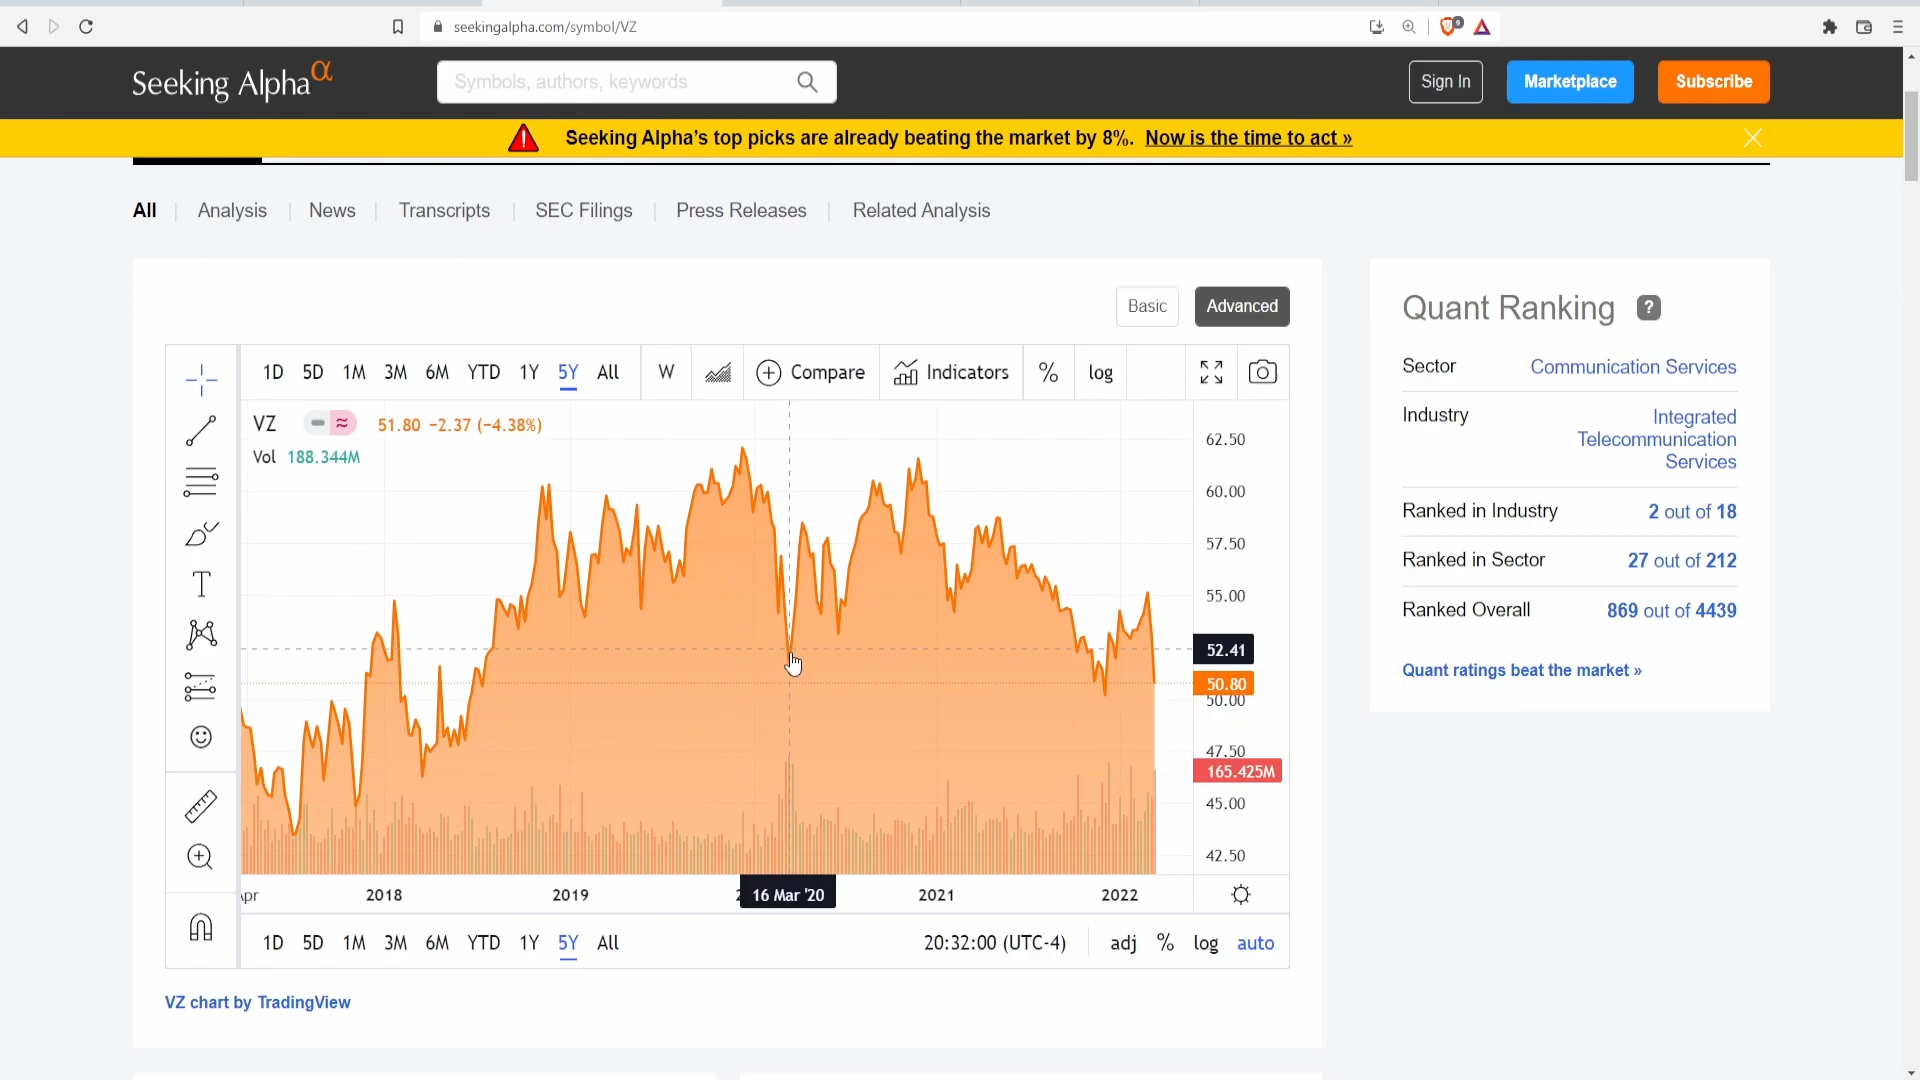 seekingalpha.com/symbol/VZ
9
Seeking Alpha α
Symbols, authors, keywords
Sign In
Marketplace
Subscribe
Seeking Alpha's top picks are already beating the market by 8%. Now is the time to act »
All | Analysis | News | Transcripts | SEC Filings | Press Releases | Related Analysis
Basic
Advanced
1D 5D 1M 3M 6M YTD 1Y 5Y All W Compare Indicators % log
VZ 51.80 −2.37 (−4.38%)
Vol 188.344M
62.50
60.00
57.50
55.00
52.41
50.80
50.00
47.50
165.425M
45.00
42.50
2018 2019 16 Mar '20 2021 2022
1D 5D 1M 3M 6M YTD 1Y 5Y All 20:32:00 (UTC-4) adj % log auto
VZ chart by TradingView
Quant Ranking ?
Sector Communication Services
Industry Integrated
Telecommunication
Services
Ranked in Industry 2 out of 18
Ranked in Sector 27 out of 212
Ranked Overall 869 out of 4439
Quant ratings beat the market »